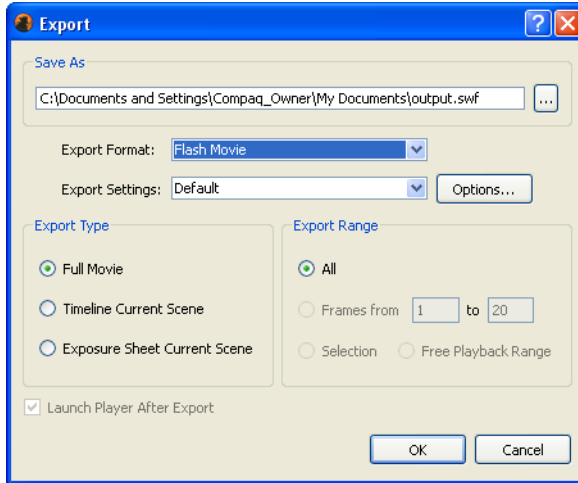 Export
Save As
C:\Documents and Settings\Compaq_Owner\My Documents\output.swf
...
Export Format: Flash Movie
Export Settings: Default Options...
Export Type
Full Movie
Timeline Current Scene
Exposure Sheet Current Scene
Export Range
All
Frames from 1 to 20
Selection Free Playback Range
Launch Player After Export
OK Cancel